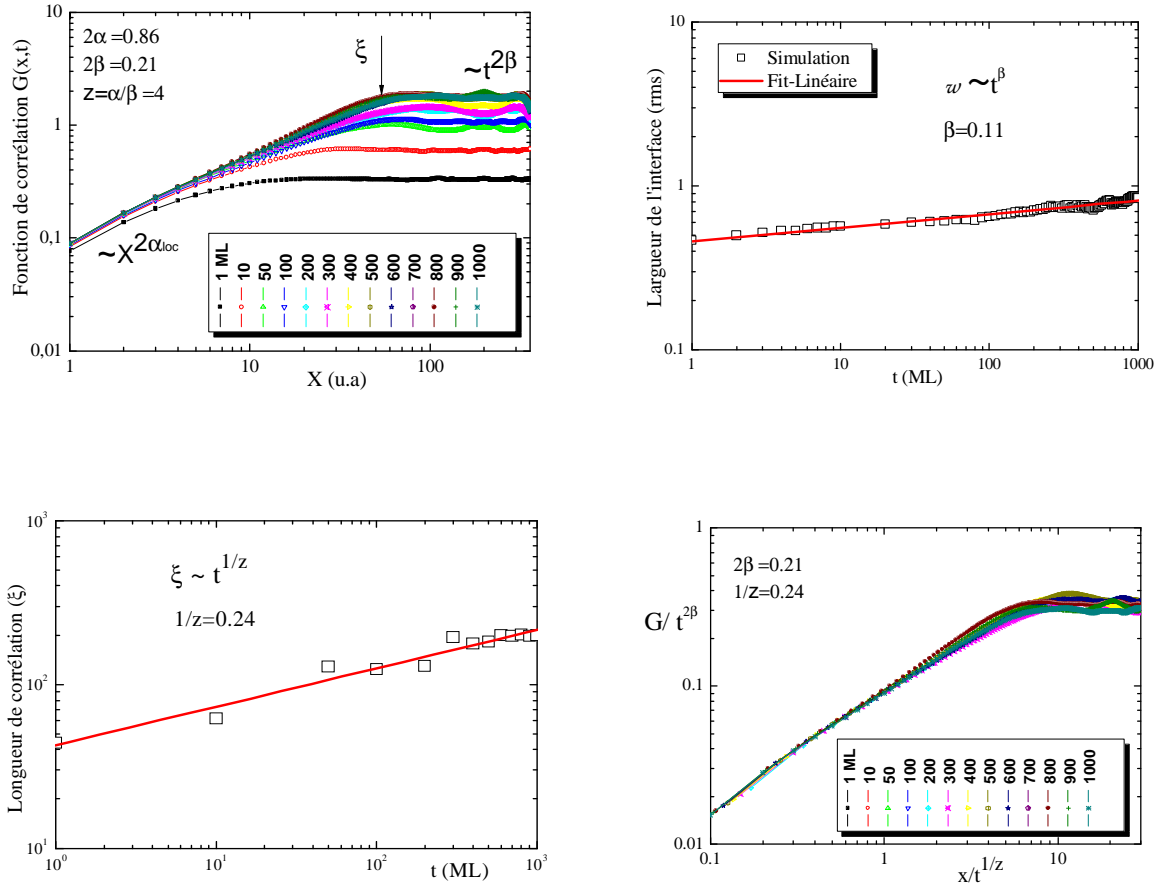 2α =0.86
2β =0.21
z=α/β =4
ξ
~t^2β
~X^2α_loc
Fonction de corrélation G(x,t)
10
1
0.1
0,01
1 10 100
X (u.a)
1 ML
10
50
100
200
300
400
500
600
700
800
900
1000
Simulation
Fit-Linéaire
w ~t^β
β=0.11
Largueur de l'interface (rms)
10
1
0.1
1 10 100 1000
t (ML)
ξ ~ t^1/z
1/z=0.24
Longueur de corrélation (ξ)
10^3
10^2
10^1
10^0 10^1 10^2 10^3
t (ML)
2β =0.21
1/z=0.24
G/ t^2β
1
0.1
0.01
0.1 1 10
x/t^1/z
1 ML
10
50
100
200
300
400
500
600
700
800
900
1000